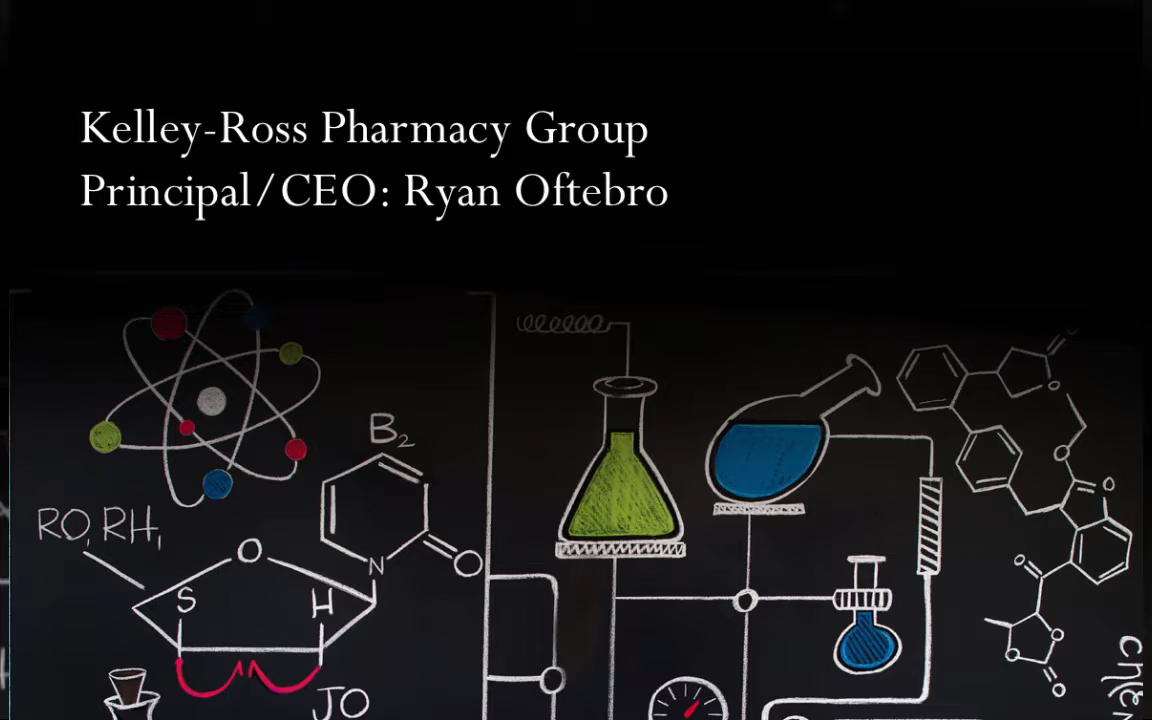 Kelley-Ross Pharmacy Group
Principal/CEO: Ryan Oftebro
B₂
RO, RH,
O
N
O
S
H
JO
O
O
O
O
O
O
O